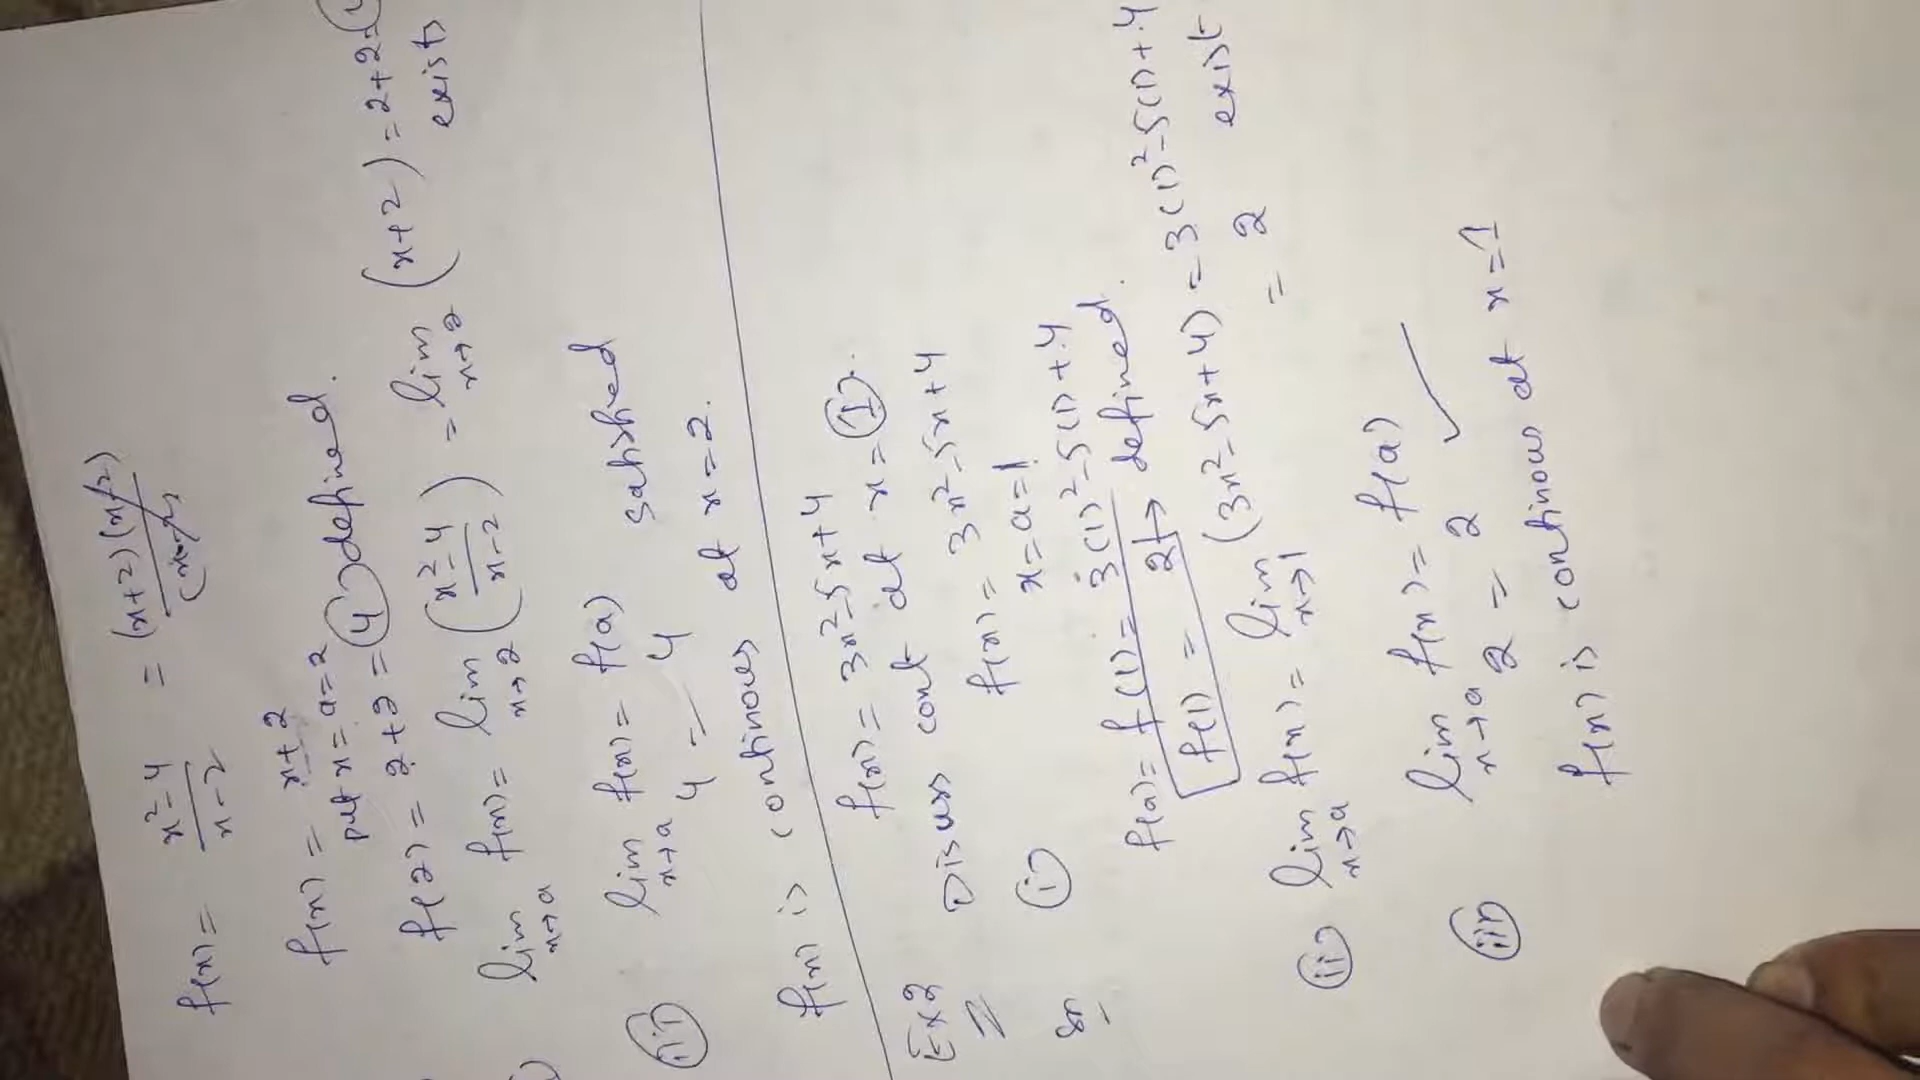 f(x) = x²-4 / x-2 = (x+2)(x-2) / (x-2)
f(x) = x+2
put x = a = 2
f(2) = 2+2 = 4 → defined.
lim x→a f(x) = lim x→2 (x²-4 / x-2) = lim x→2 (x+2) = 2+2 = 4
exists
(iii) lim x→a f(x) = f(a)
4 = 4 satisfied
f(x) is continous at x=2.
Ex2 f(x) = 3x²-5x+4
Disuss cont at x = 1.
(i) f(x) = 3x²-5x+4
x=a=1
f(a) = f(1) = 3(1)²-5(1)+4
f(1) = 2 → defined.
(ii) lim x→a f(x) = lim x→1 (3x²-5x+4) = 3(1)²-5(1)+4
= 2 exist
(iii) lim x→a f(x) = f(a)
2 = 2 ✓
f(x) is continous at x=1